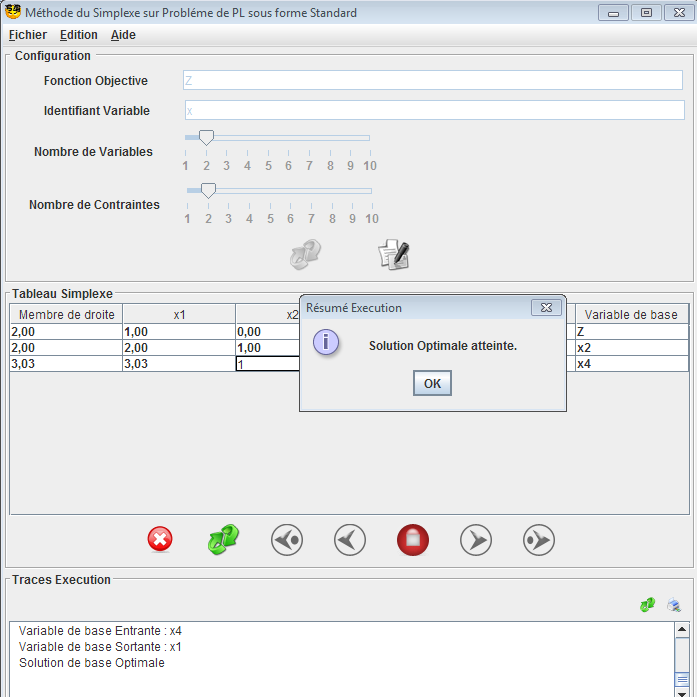 Méthode du Simplexe sur Probléme de PL sous forme Standard
Fichier Edition Aide
Configuration
Fonction Objective Z
Identifiant Variable x
Nombre de Variables
1 2 3 4 5 6 7 8 9 10
Nombre de Contraintes
1 2 3 4 5 6 7 8 9 10
Tableau Simplexe
Membre de droite x1 x2 Variable de base
2,00 1,00 0,00 Z
2,00 2,00 1,00 x2
3,03 3,03 1 x4
Résumé Execution
i
Solution Optimale atteinte.
OK
Traces Execution
Variable de base Entrante : x4
Variable de base Sortante : x1
Solution de base Optimale